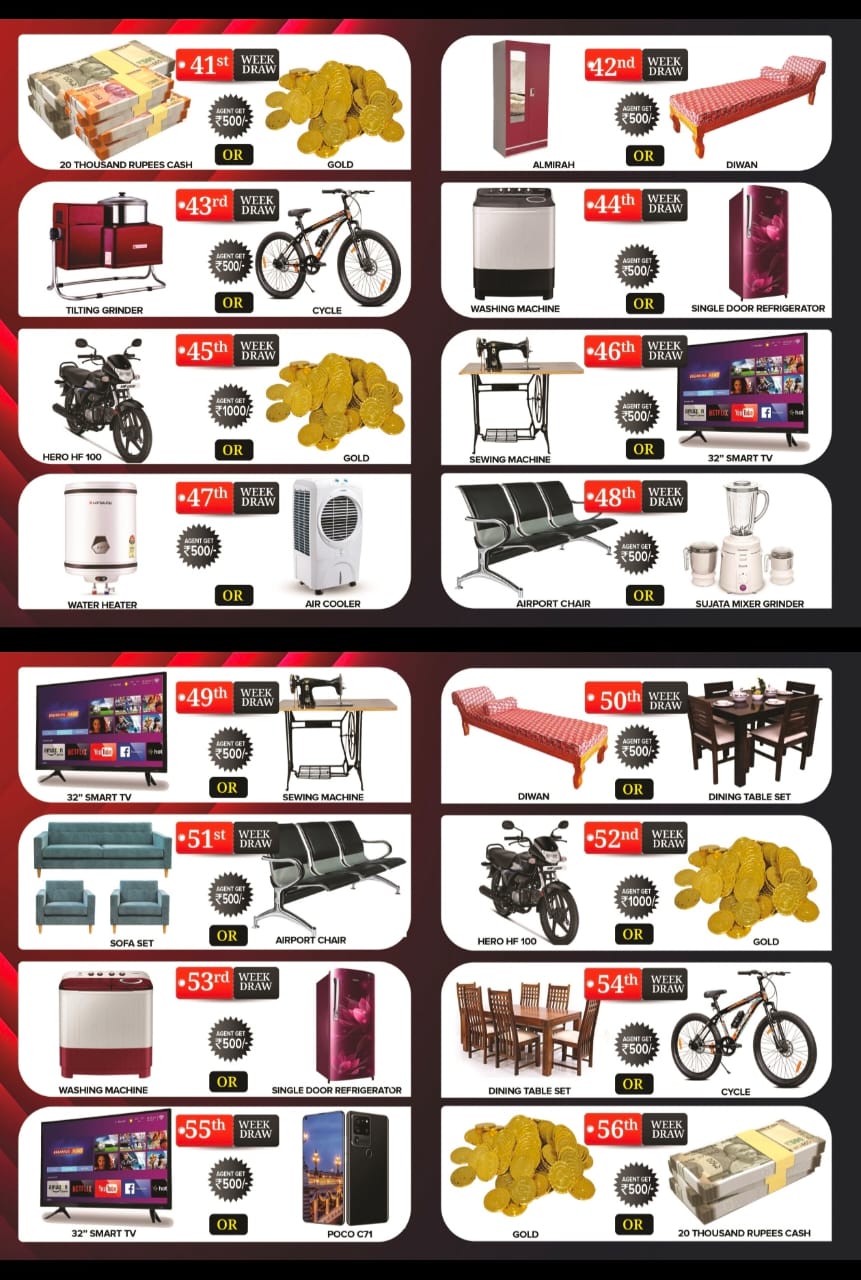 41st WEEK DRAW
AGENT GET ₹500/-
OR
20 THOUSAND RUPEES CASH
GOLD
42nd WEEK DRAW
AGENT GET ₹500/-
OR
ALMIRAH
DIWAN
43rd WEEK DRAW
AGENT GET ₹500/-
OR
TILTING GRINDER
CYCLE
44th WEEK DRAW
AGENT GET ₹500/-
OR
WASHING MACHINE
SINGLE DOOR REFRIGERATOR
45th WEEK DRAW
AGENT GET ₹1000/-
OR
HERO HF 100
GOLD
46th WEEK DRAW
AGENT GET ₹500/-
OR
NETFLIX YouTube
SEWING MACHINE
32" SMART TV
47th WEEK DRAW
AGENT GET ₹500/-
OR
WATER HEATER
AIR COOLER
48th WEEK DRAW
AGENT GET ₹500/-
OR
AIRPORT CHAIR
SUJATA MIXER GRINDER
49th WEEK DRAW
AGENT GET ₹500/-
OR
NETFLIX YouTube
32" SMART TV
SEWING MACHINE
50th WEEK DRAW
AGENT GET ₹500/-
OR
DIWAN
DINING TABLE SET
51st WEEK DRAW
AGENT GET ₹500/-
OR
SOFA SET
AIRPORT CHAIR
52nd WEEK DRAW
AGENT GET ₹1000/-
OR
HERO HF 100
GOLD
53rd WEEK DRAW
AGENT GET ₹500/-
OR
WASHING MACHINE
SINGLE DOOR REFRIGERATOR
54th WEEK DRAW
AGENT GET ₹500/-
OR
DINING TABLE SET
CYCLE
55th WEEK DRAW
AGENT GET ₹500/-
OR
NETFLIX YouTube
32" SMART TV
POCO C71
56th WEEK DRAW
AGENT GET ₹500/-
OR
GOLD
20 THOUSAND RUPEES CASH